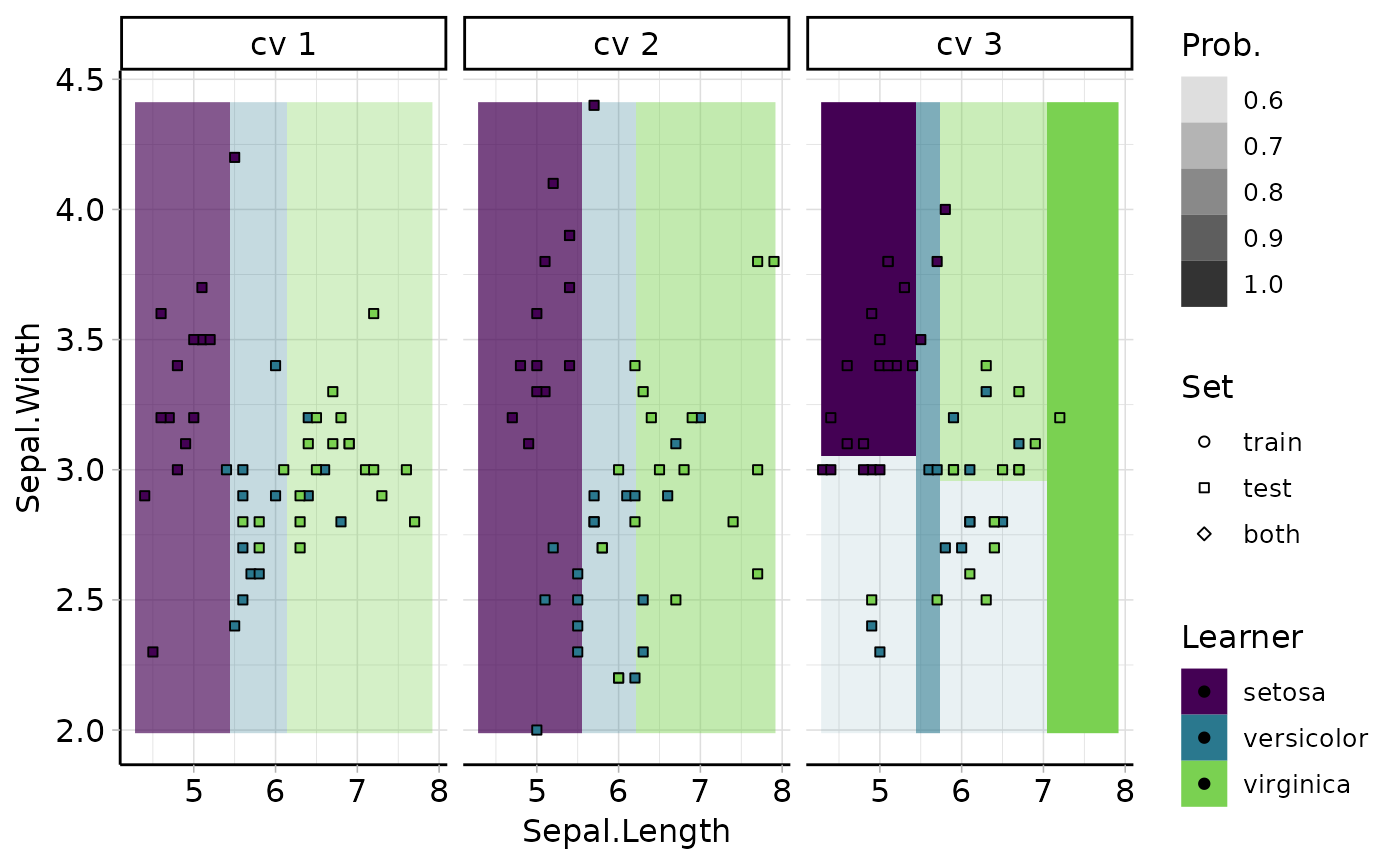 cv 1 cv 2 cv 3
4.5
4.0
3.5
3.0
2.5
2.0
Sepal.Width
5 6 7 8 5 6 7 8 5 6 7 8
Sepal.Length
Prob.
0.6
0.7
0.8
0.9
1.0
Set
train
test
both
Learner
setosa
versicolor
virginica